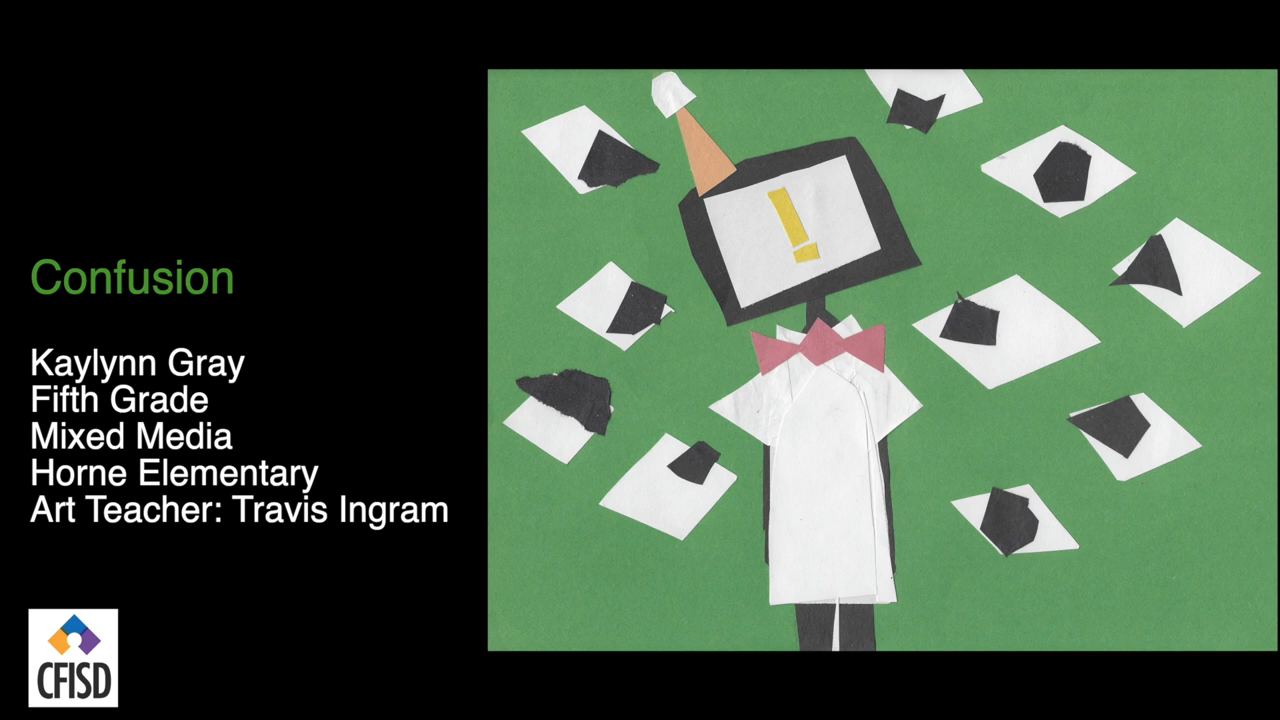 Confusion
Kaylynn Gray
Fifth Grade
Mixed Media
Horne Elementary
Art Teacher: Travis Ingram
CFISD
!